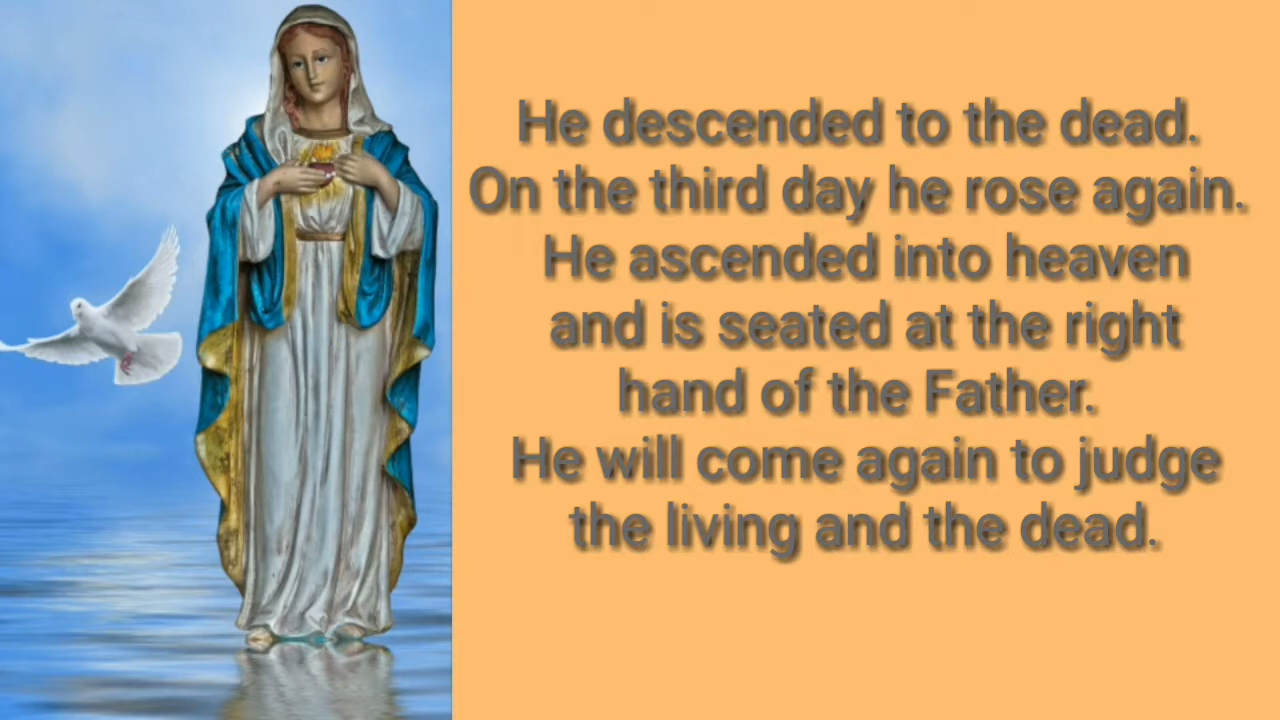 He descended to the dead.
On the third day he rose again.
He ascended into heaven
and is seated at the right
hand of the Father.
He will come again to judge
the living and the dead.